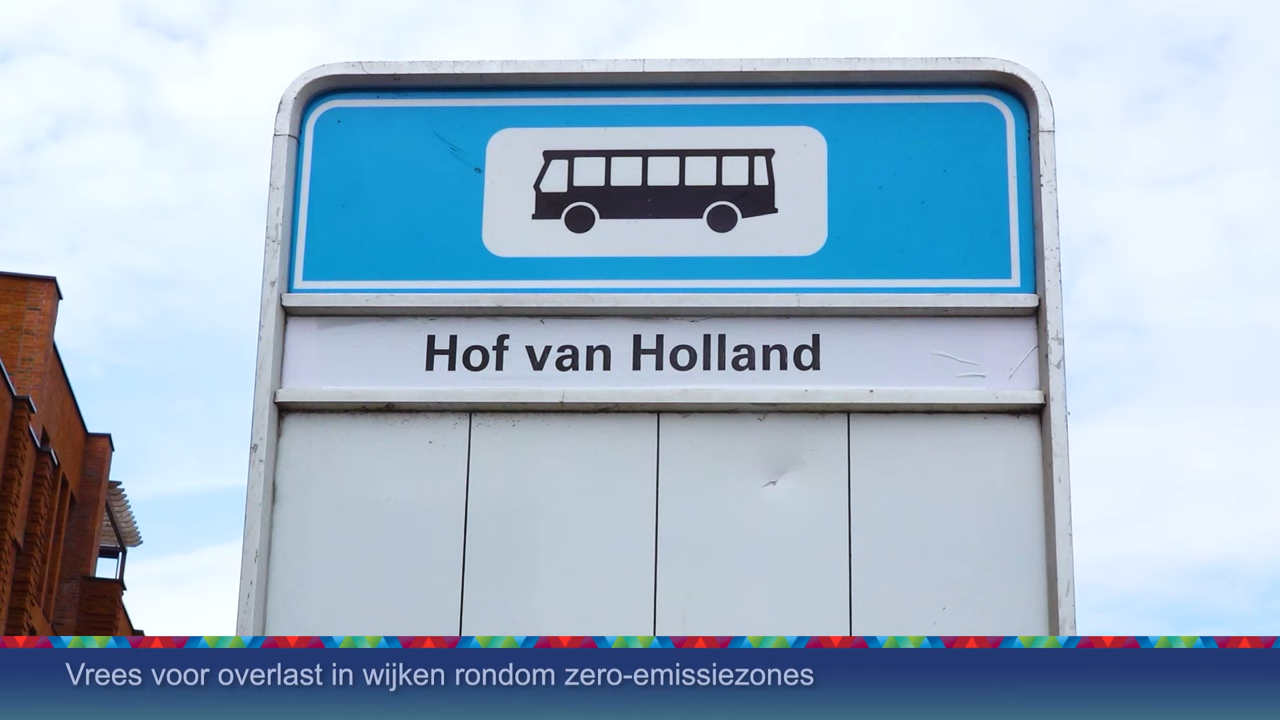 Hof van Holland
Vrees voor overlast in wijken rondom zero-emissiezones